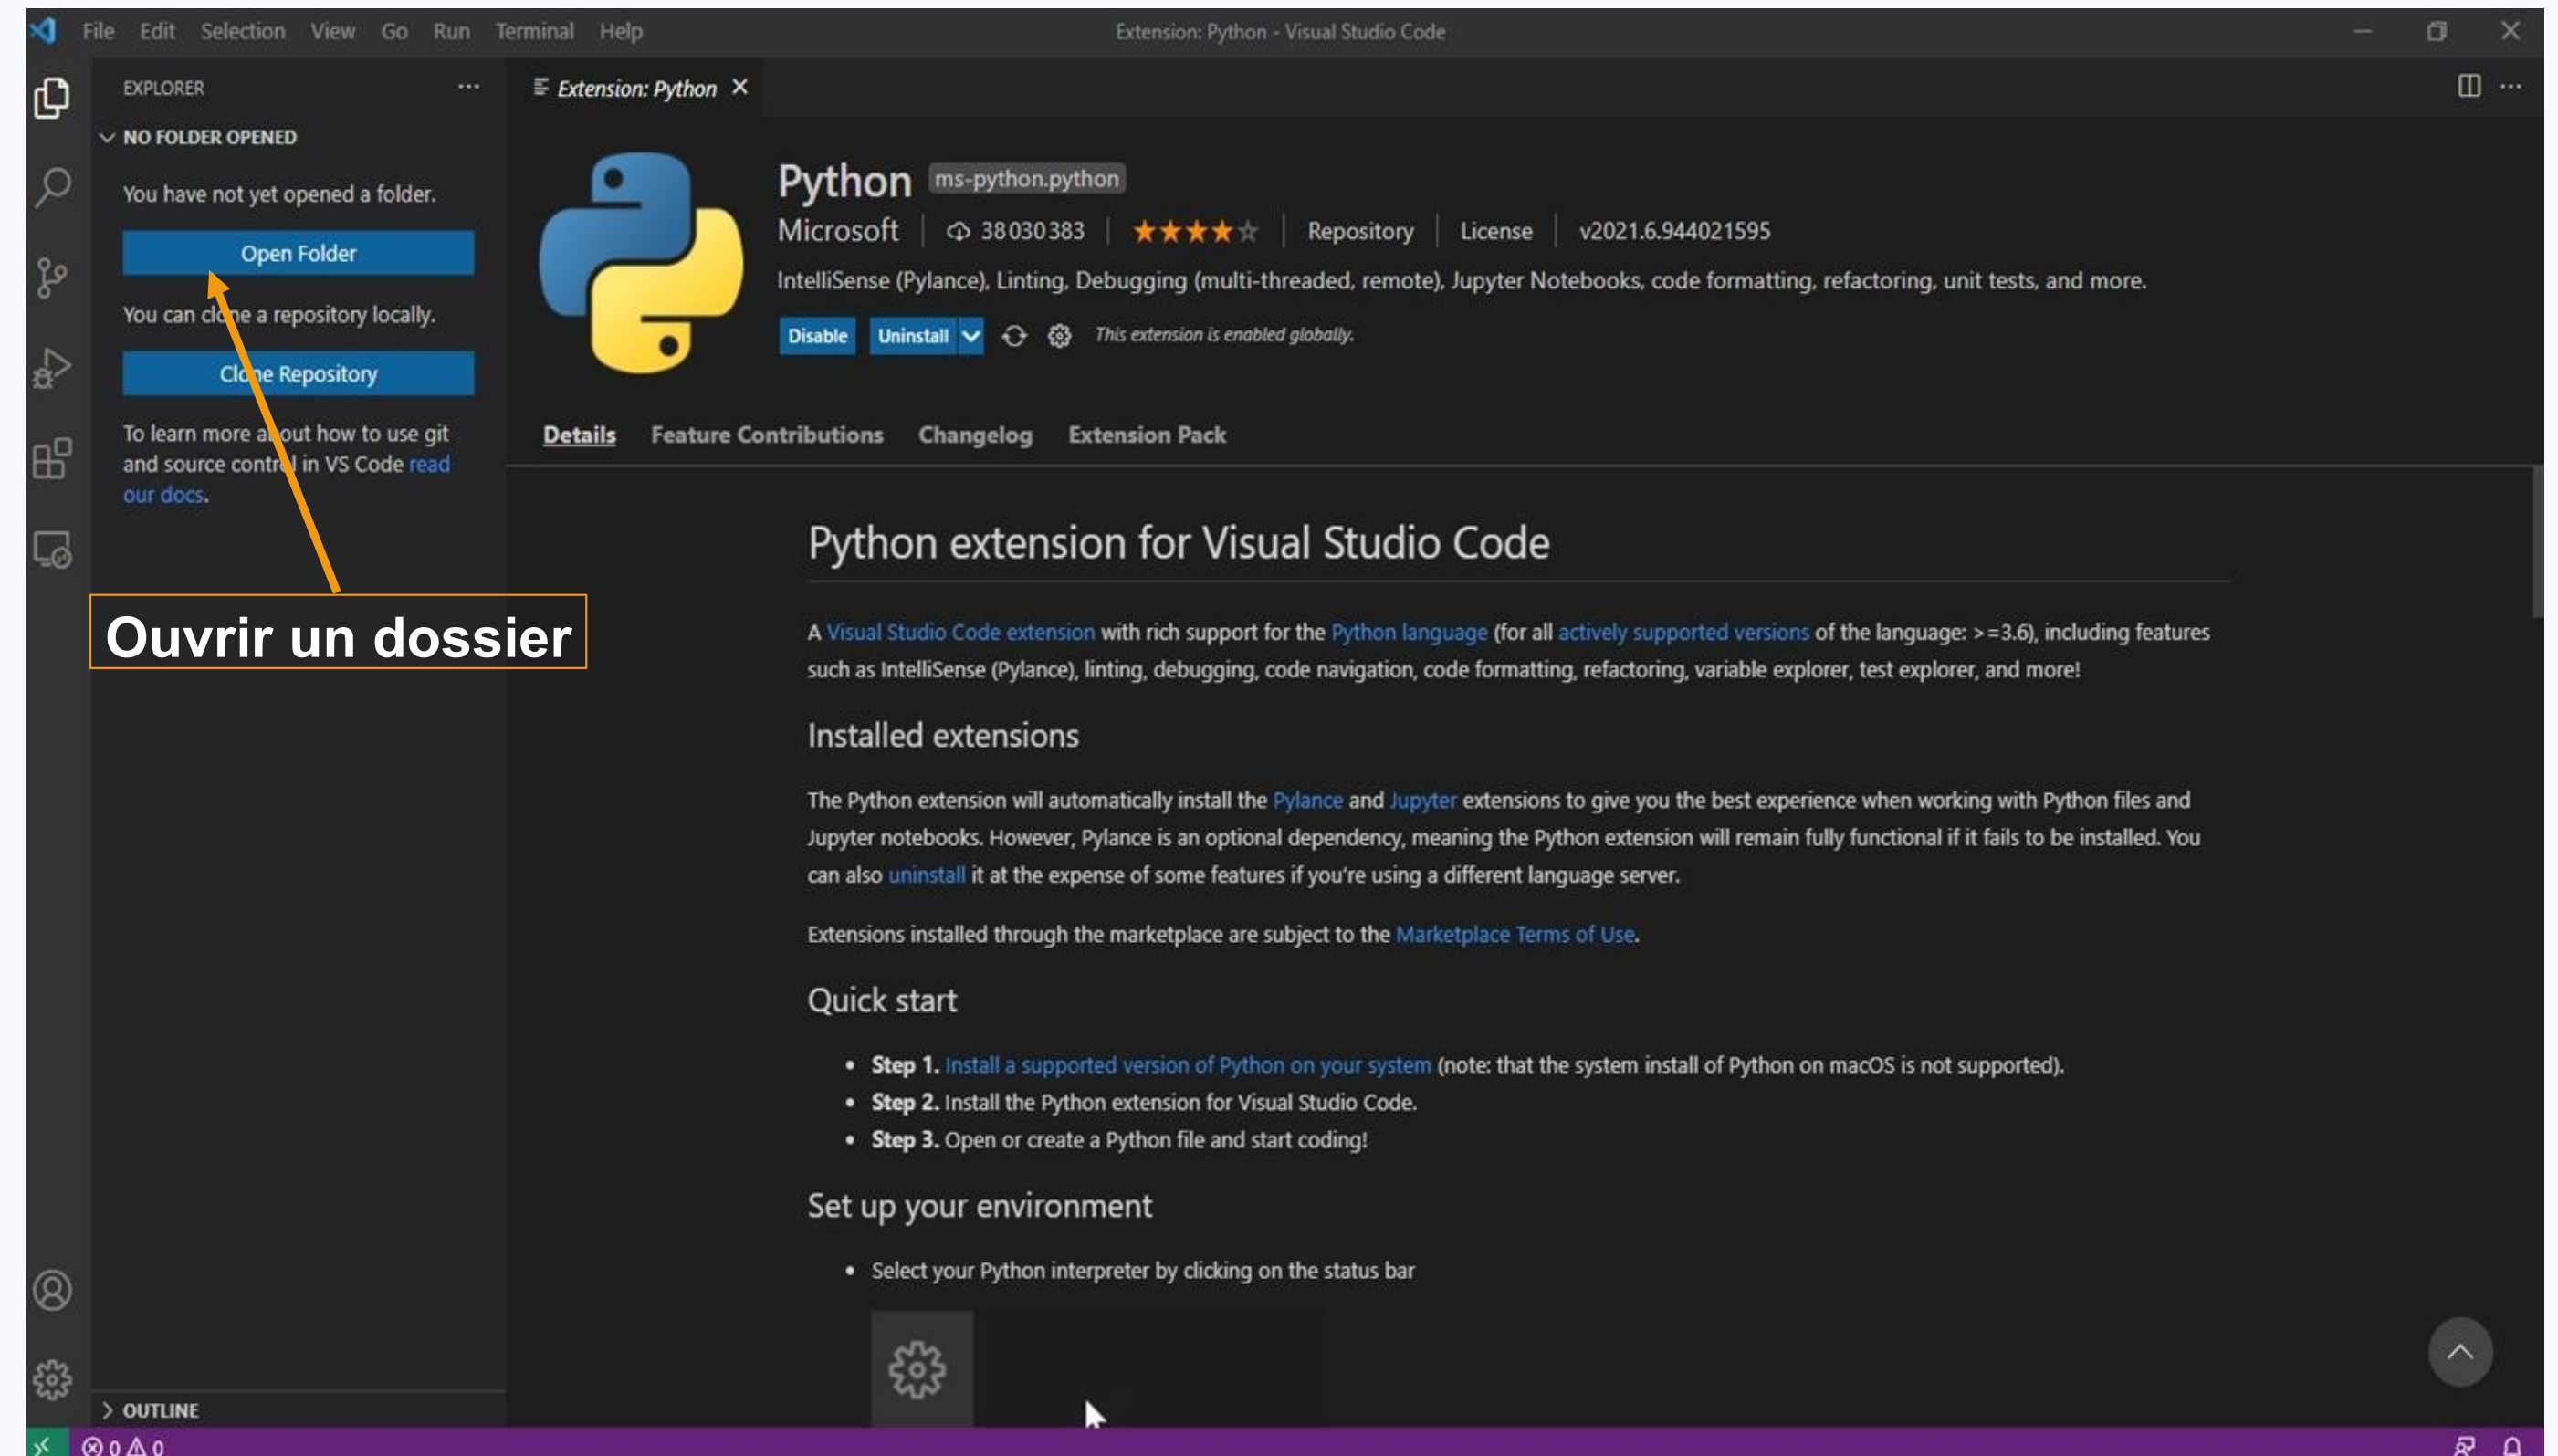 File Edit Selection View Go Run Terminal Help
Extension: Python - Visual Studio Code
EXPLORER
Extension: Python
NO FOLDER OPENED
You have not yet opened a folder.
Open Folder
You can clone a repository locally.
Clone Repository
To learn more about how to use git
and source control in VS Code read
our docs.
Ouvrir un dossier
OUTLINE
Python ms-python.python
Microsoft | 38030383 | Repository | License | v2021.6.944021595
IntelliSense (Pylance), Linting, Debugging (multi-threaded, remote), Jupyter Notebooks, code formatting, refactoring, unit tests, and more.
Disable Uninstall This extension is enabled globally.
Details Feature Contributions Changelog Extension Pack
Python extension for Visual Studio Code
A Visual Studio Code extension with rich support for the Python language (for all actively supported versions of the language: >=3.6), including features
such as IntelliSense (Pylance), linting, debugging, code navigation, code formatting, refactoring, variable explorer, test explorer, and more!
Installed extensions
The Python extension will automatically install the Pylance and Jupyter extensions to give you the best experience when working with Python files and
Jupyter notebooks. However, Pylance is an optional dependency, meaning the Python extension will remain fully functional if it fails to be installed. You
can also uninstall it at the expense of some features if you're using a different language server.
Extensions installed through the marketplace are subject to the Marketplace Terms of Use.
Quick start
• Step 1. Install a supported version of Python on your system (note: that the system install of Python on macOS is not supported).
• Step 2. Install the Python extension for Visual Studio Code.
• Step 3. Open or create a Python file and start coding!
Set up your environment
• Select your Python interpreter by clicking on the status bar
0 0